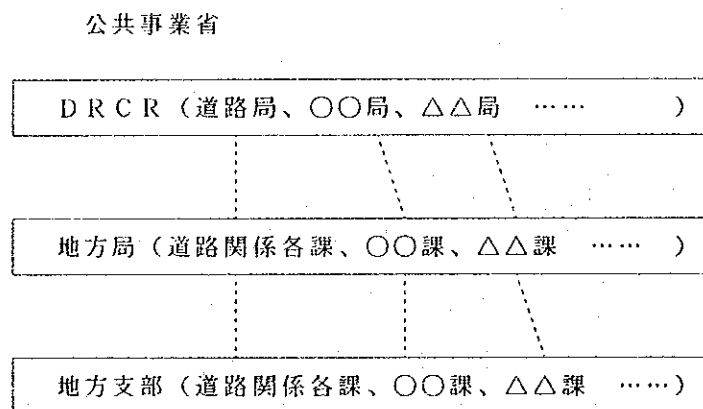 公共事業省
DRCR（道路局、〇〇局、△△局 ……　）
地方局（道路関係各課、〇〇課、△△課 ……　）
地方支部（道路関係各課、〇〇課、△△課 ……）